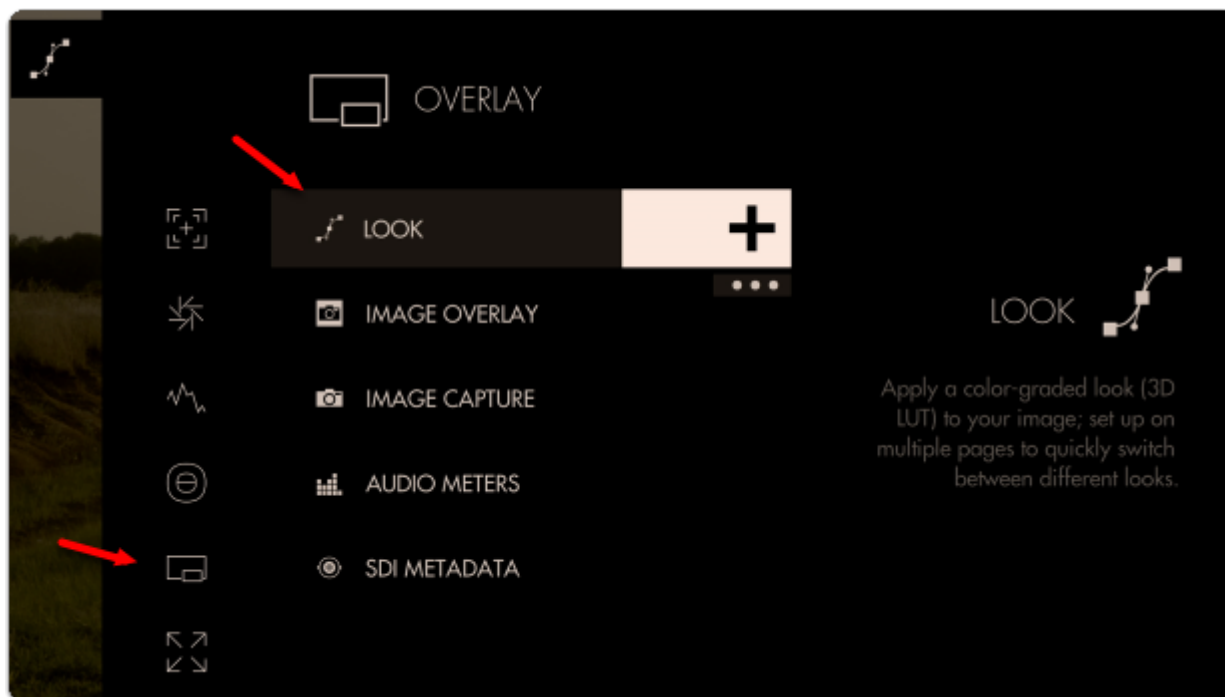 OVERLAY
LOOK
IMAGE OVERLAY
IMAGE CAPTURE
AUDIO METERS
SDI METADATA
LOOK
Apply a color-graded look (3D
LUT) to your image; set up on
multiple pages to quickly switch
between different looks.